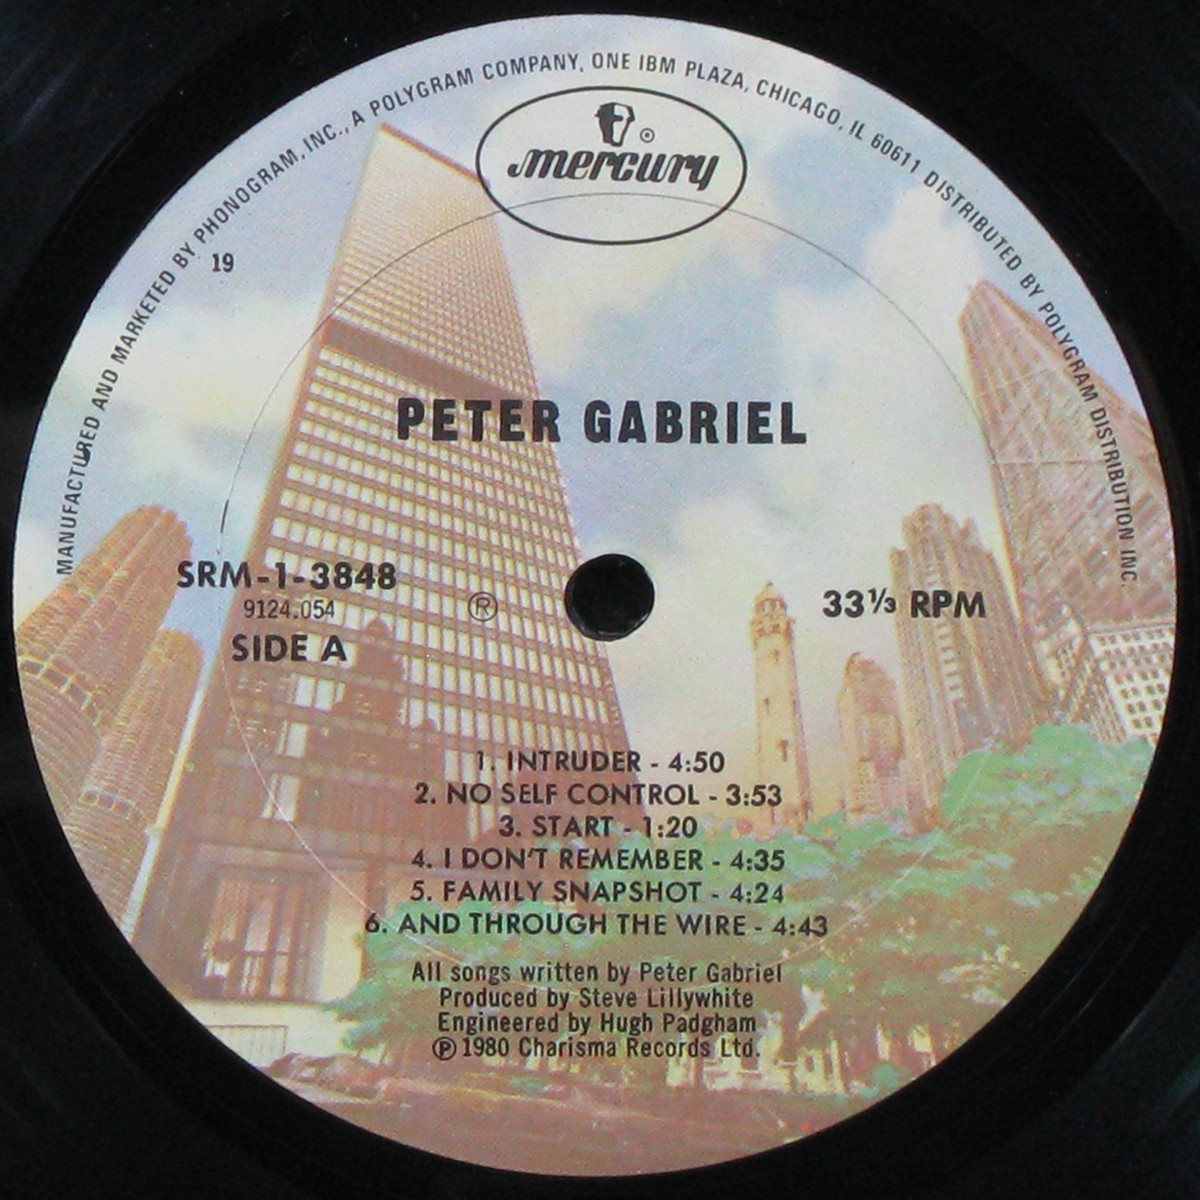 MANUFACTURED AND MARKETED BY PHONOGRAM, INC., A POLYGRAM COMPANY, ONE IBM PLAZA, CHICAGO, IL 60611 DISTRIBUTED BY POLYGRAM DISTRIBUTION INC.
mercury
19
PETER GABRIEL
SRM-1-3848
9124.054
SIDE A
®
33⅓ RPM
1. INTRUDER - 4:50
2. NO SELF CONTROL - 3:53
3. START - 1:20
4. I DON'T REMEMBER - 4:35
5. FAMILY SNAPSHOT - 4:24
6. AND THROUGH THE WIRE - 4:43
All songs written by Peter Gabriel
Produced by Steve Lillywhite
Engineered by Hugh Padgham
℗ 1980 Charisma Records Ltd.